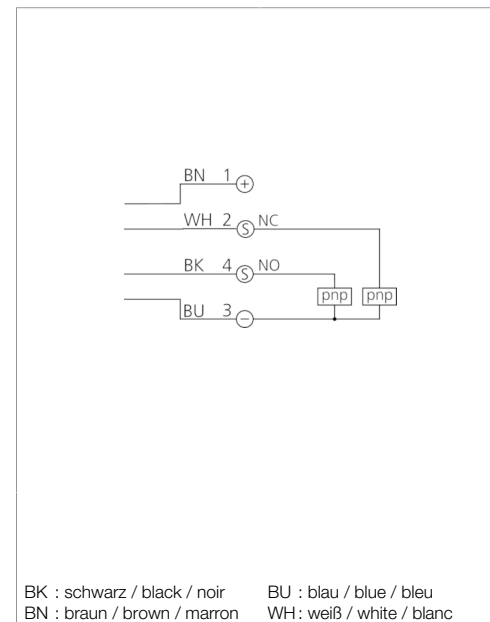 BN 1 +
WH 2 S NC
BK 4 S NO
pnp pnp
BU 3 −
BK : schwarz / black / noir BU : blau / blue / bleu
BN : braun / brown / marron WH : weiß / white / blanc